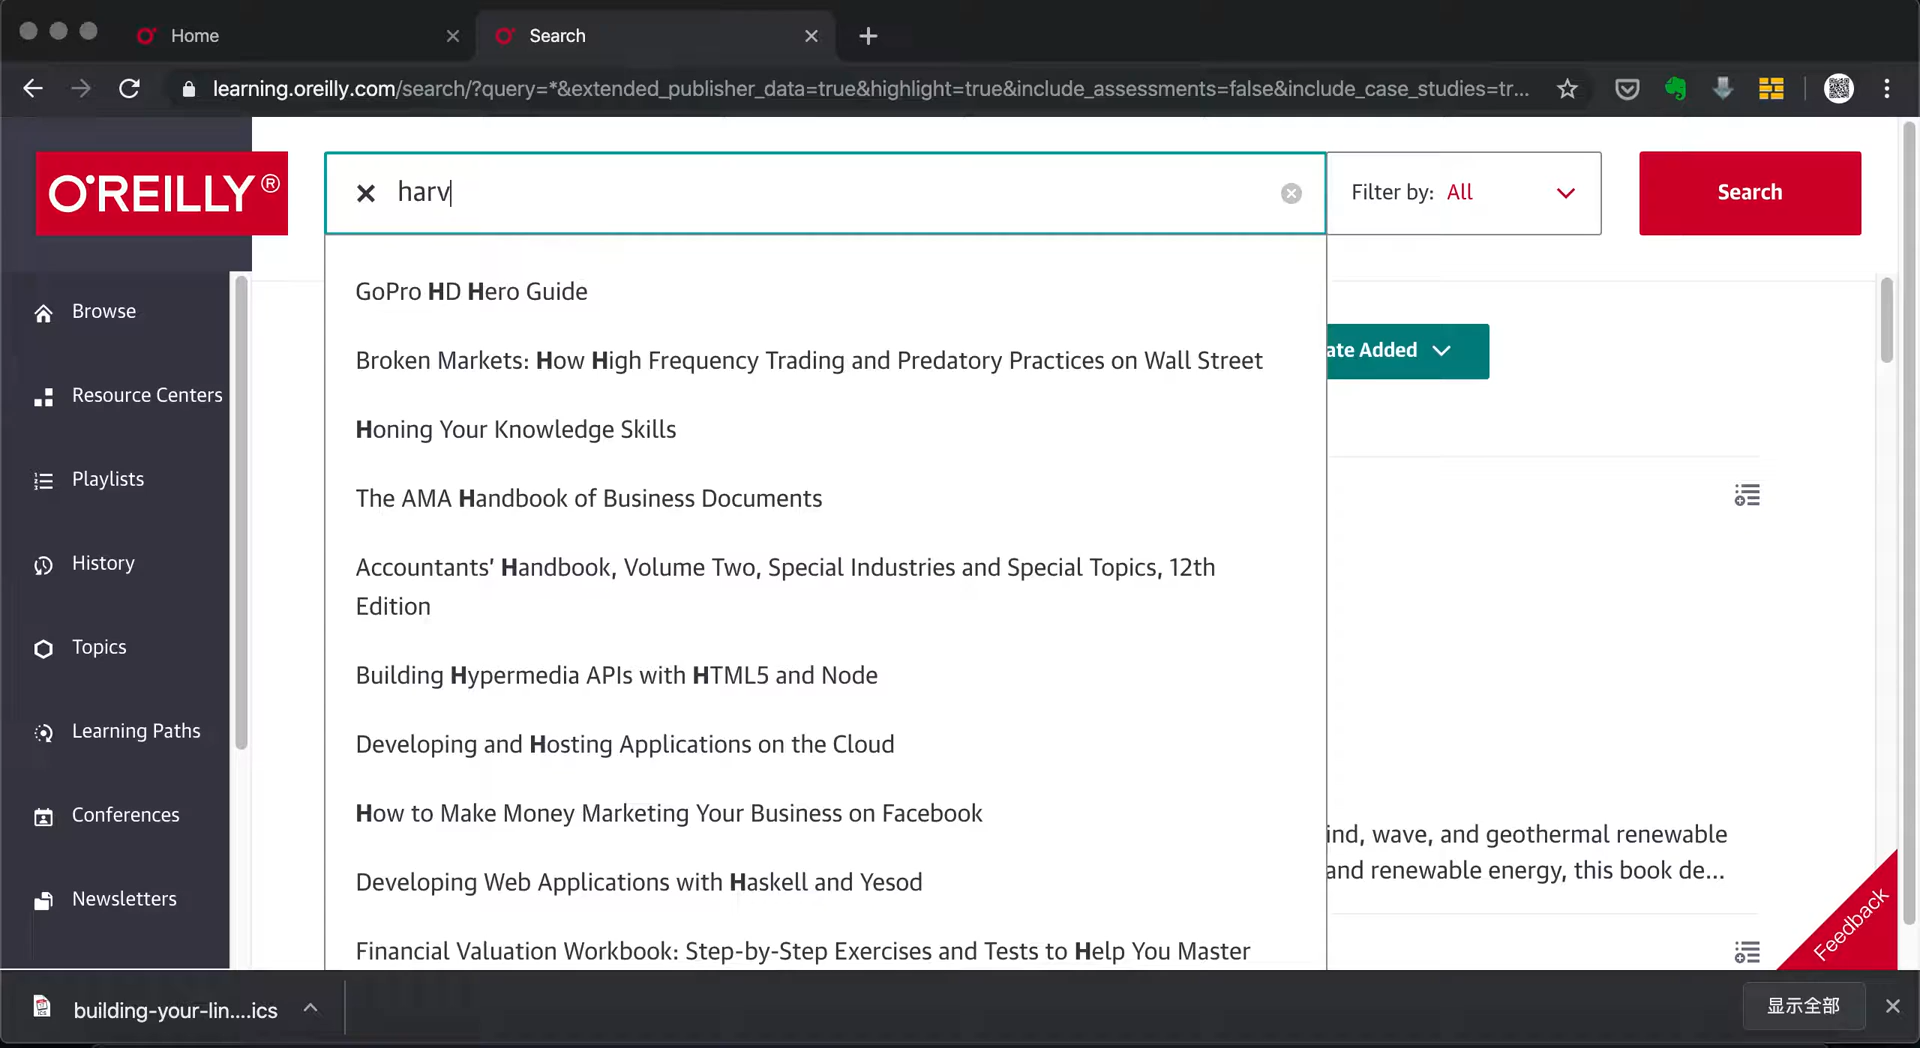 Home
Search
learning.oreilly.com/search/?query=*&extended_publisher_data=true&highlight=true&include_assessments=false&include_case_studies=tr...
O'REILLY®
harv
Filter by: All
Search
Browse
Resource Centers
Playlists
History
Topics
Learning Paths
Conferences
Newsletters
GoPro HD Hero Guide
Broken Markets: How High Frequency Trading and Predatory Practices on Wall Street
Honing Your Knowledge Skills
The AMA Handbook of Business Documents
Accountants’ Handbook, Volume Two, Special Industries and Special Topics, 12th
Edition
Building Hypermedia APIs with HTML5 and Node
Developing and Hosting Applications on the Cloud
How to Make Money Marketing Your Business on Facebook
Developing Web Applications with Haskell and Yesod
Financial Valuation Workbook: Step-by-Step Exercises and Tests to Help You Master
ate Added
ind, wave, and geothermal renewable
and renewable energy, this book de...
Feedback
building-your-lin....ics
显示全部